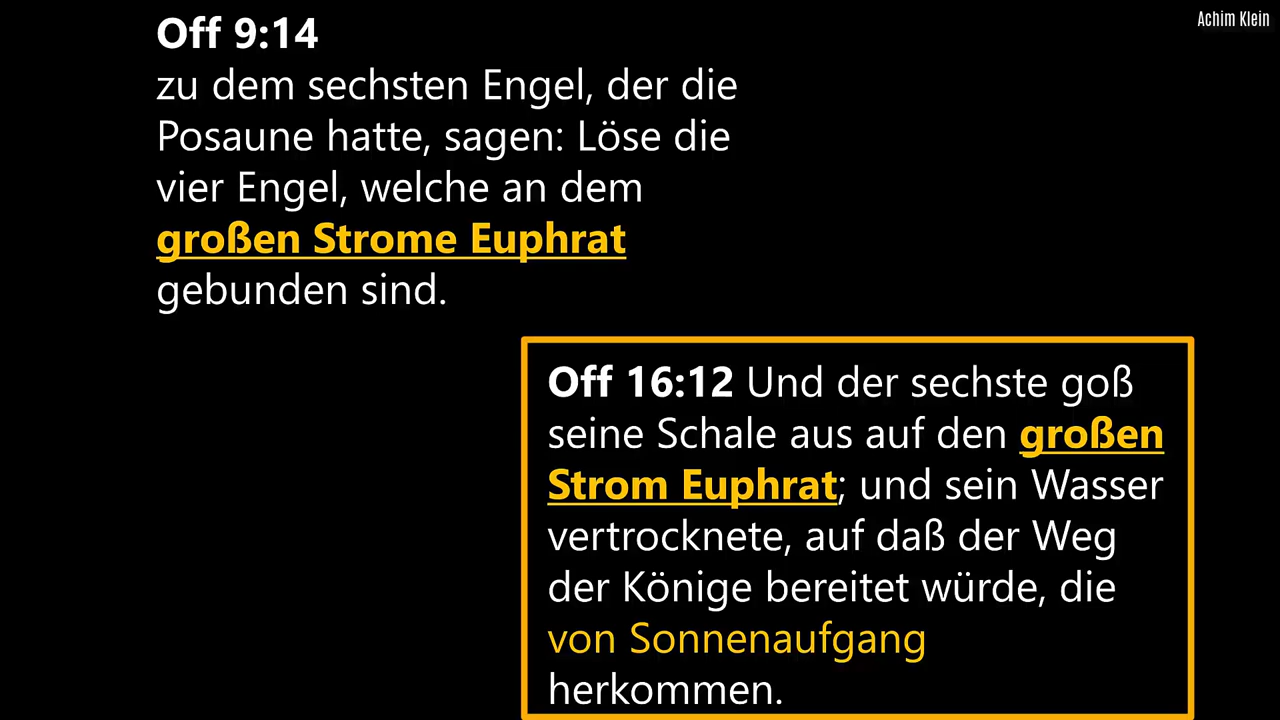 Achim Klein
Off 9:14
zu dem sechsten Engel, der die
Posaune hatte, sagen: Löse die
vier Engel, welche an dem
großen Strome Euphrat
gebunden sind.
Off 16:12 Und der sechste goß
seine Schale aus auf den großen
Strom Euphrat; und sein Wasser
vertrocknete, auf daß der Weg
der Könige bereitet würde, die
von Sonnenaufgang
herkommen.